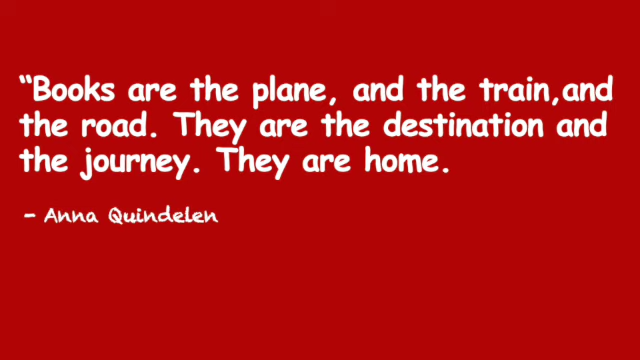 “Books are the plane, and the train,and
the road. They are the destination and
the journey. They are home.
- Anna Quindelen